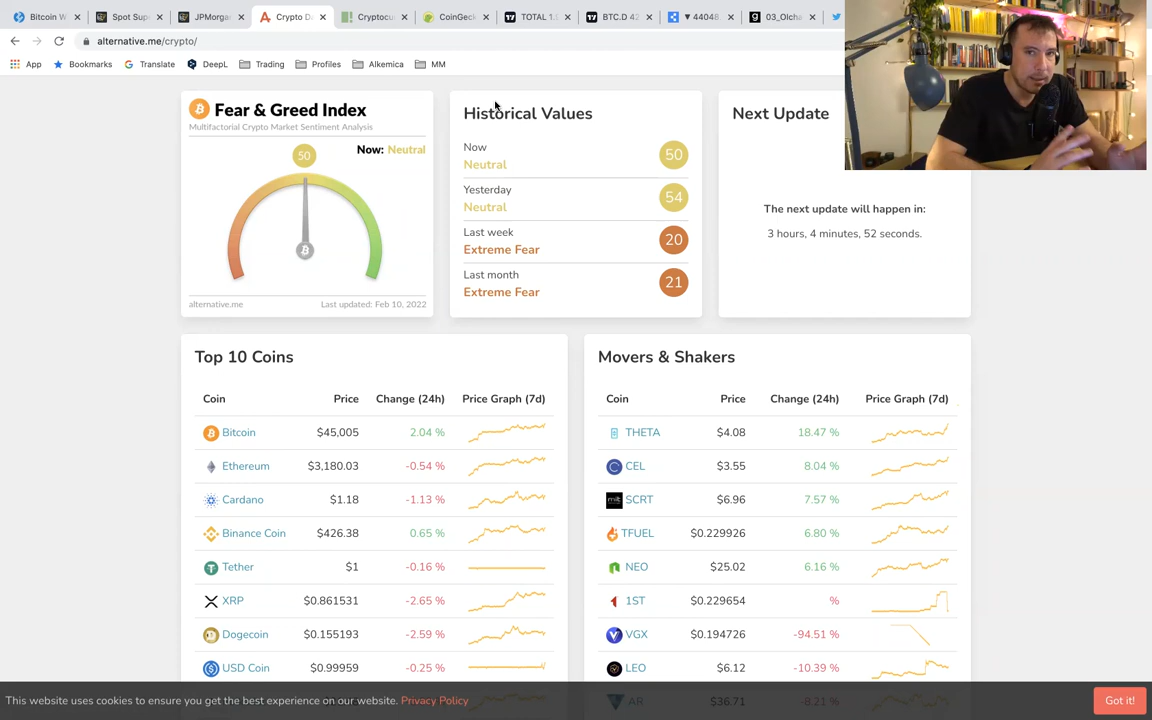 Bitcoin W
Spot Sup
JPMorga
Crypto D
Cryptocu
CoinGeck
TOTAL 1.
BTC.D 42
▼ 44048
03_Olcha
alternative.me/crypto/
App
Bookmarks
Translate
DeepL
Trading
Profiles
Alkemica
MM
Fear & Greed Index
Multifactorial Crypto Market Sentiment Analysis
Now: Neutral
50
alternative.me
Last updated: Feb 10, 2022
Historical Values
Now
Neutral
50
Yesterday
Neutral
54
Last week
Extreme Fear
20
Last month
Extreme Fear
21
Next Update
The next update will happen in:
3 hours, 4 minutes, 52 seconds.
Top 10 Coins
Coin Price Change (24h) Price Graph (7d)
Bitcoin $45,005 2.04 %
Ethereum $3,180.03 -0.54 %
Cardano $1.18 -1.13 %
Binance Coin $426.38 0.65 %
Tether $1 -0.16 %
XRP $0.861531 -2.65 %
Dogecoin $0.155193 -2.59 %
USD Coin $0.99959 -0.25 %
Movers & Shakers
Coin Price Change (24h) Price Graph (7d)
THETA $4.08 18.47 %
CEL $3.55 8.04 %
SCRT $6.96 7.57 %
TFUEL $0.229926 6.80 %
NEO $25.02 6.16 %
1ST $0.229654 %
VGX $0.194726 -94.51 %
LEO $6.12 -10.39 %
AR $36.71 -8.21 %
This website uses cookies to ensure you get the best experience on our website. Privacy Policy
Got it!